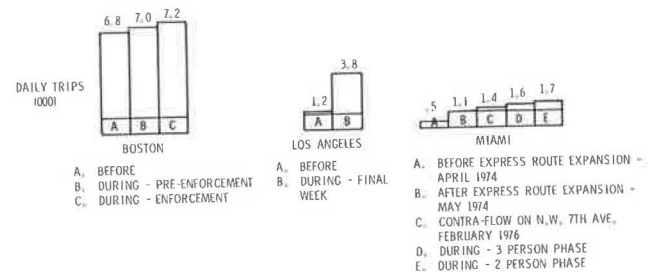 6.8 7.0 7.2
3.8
1.2
.5 1.1 1.4 1.6 1.7
DAILY TRIPS
(000)
A B C
A B
A B C D E
BOSTON
LOS ANGELES
MIAMI
A. BEFORE
B. DURING - PRE-ENFORCEMENT
C. DURING - ENFORCEMENT
A. BEFORE
B. DURING - FINAL
WEEK
A. BEFORE EXPRESS ROUTE EXPANSION -
APRIL 1974
B. AFTER EXPRESS ROUTE EXPANSION -
MAY 1974
C. CONTRA-FLOW ON N.W. 7TH AVE.
FEBRUARY 1976
D. DURING - 3 PERSON PHASE
E. DURING - 2 PERSON PHASE